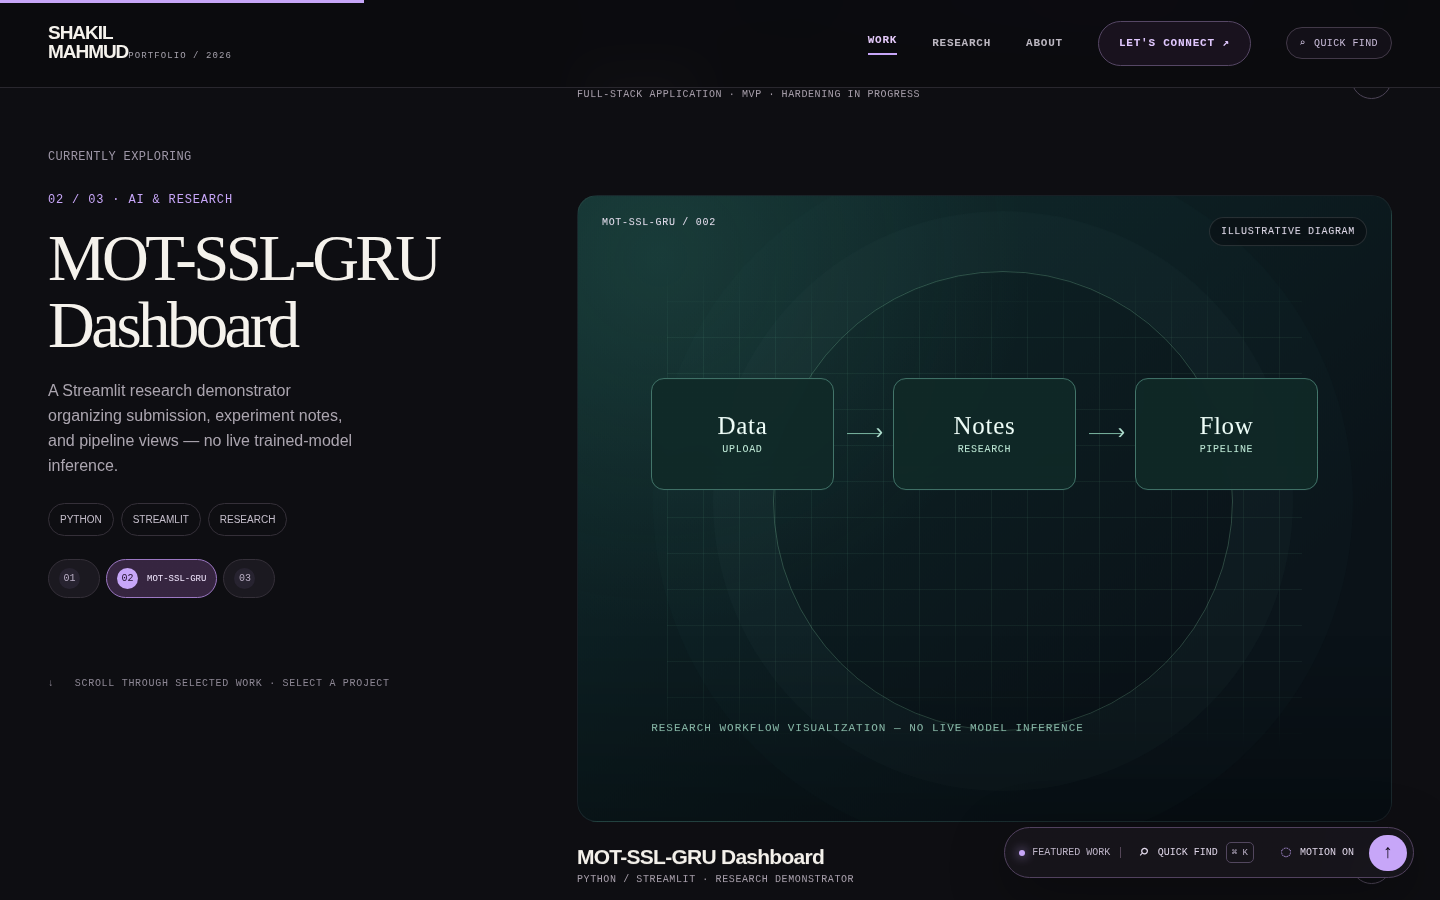 SHAKIL
MAHMUD
PORTFOLIO / 2026
WORK
RESEARCH
ABOUT
LET'S CONNECT ↗
⌕ QUICK FIND
FULL-STACK APPLICATION · MVP · HARDENING IN PROGRESS
CURRENTLY EXPLORING
02 / 03 · AI & RESEARCH
MOT-SSL-GRU
Dashboard
A Streamlit research demonstrator
organizing submission, experiment notes,
and pipeline views — no live trained-model
inference.
PYTHON
STREAMLIT
RESEARCH
01
02 MOT-SSL-GRU
03
↓ SCROLL THROUGH SELECTED WORK · SELECT A PROJECT
MOT-SSL-GRU / 002
ILLUSTRATIVE DIAGRAM
Data
UPLOAD
Notes
RESEARCH
Flow
PIPELINE
RESEARCH WORKFLOW VISUALIZATION — NO LIVE MODEL INFERENCE
MOT-SSL-GRU Dashboard
PYTHON / STREAMLIT · RESEARCH DEMONSTRATOR
FEATURED WORK
⌕ QUICK FIND ⌘ K
MOTION ON
↑